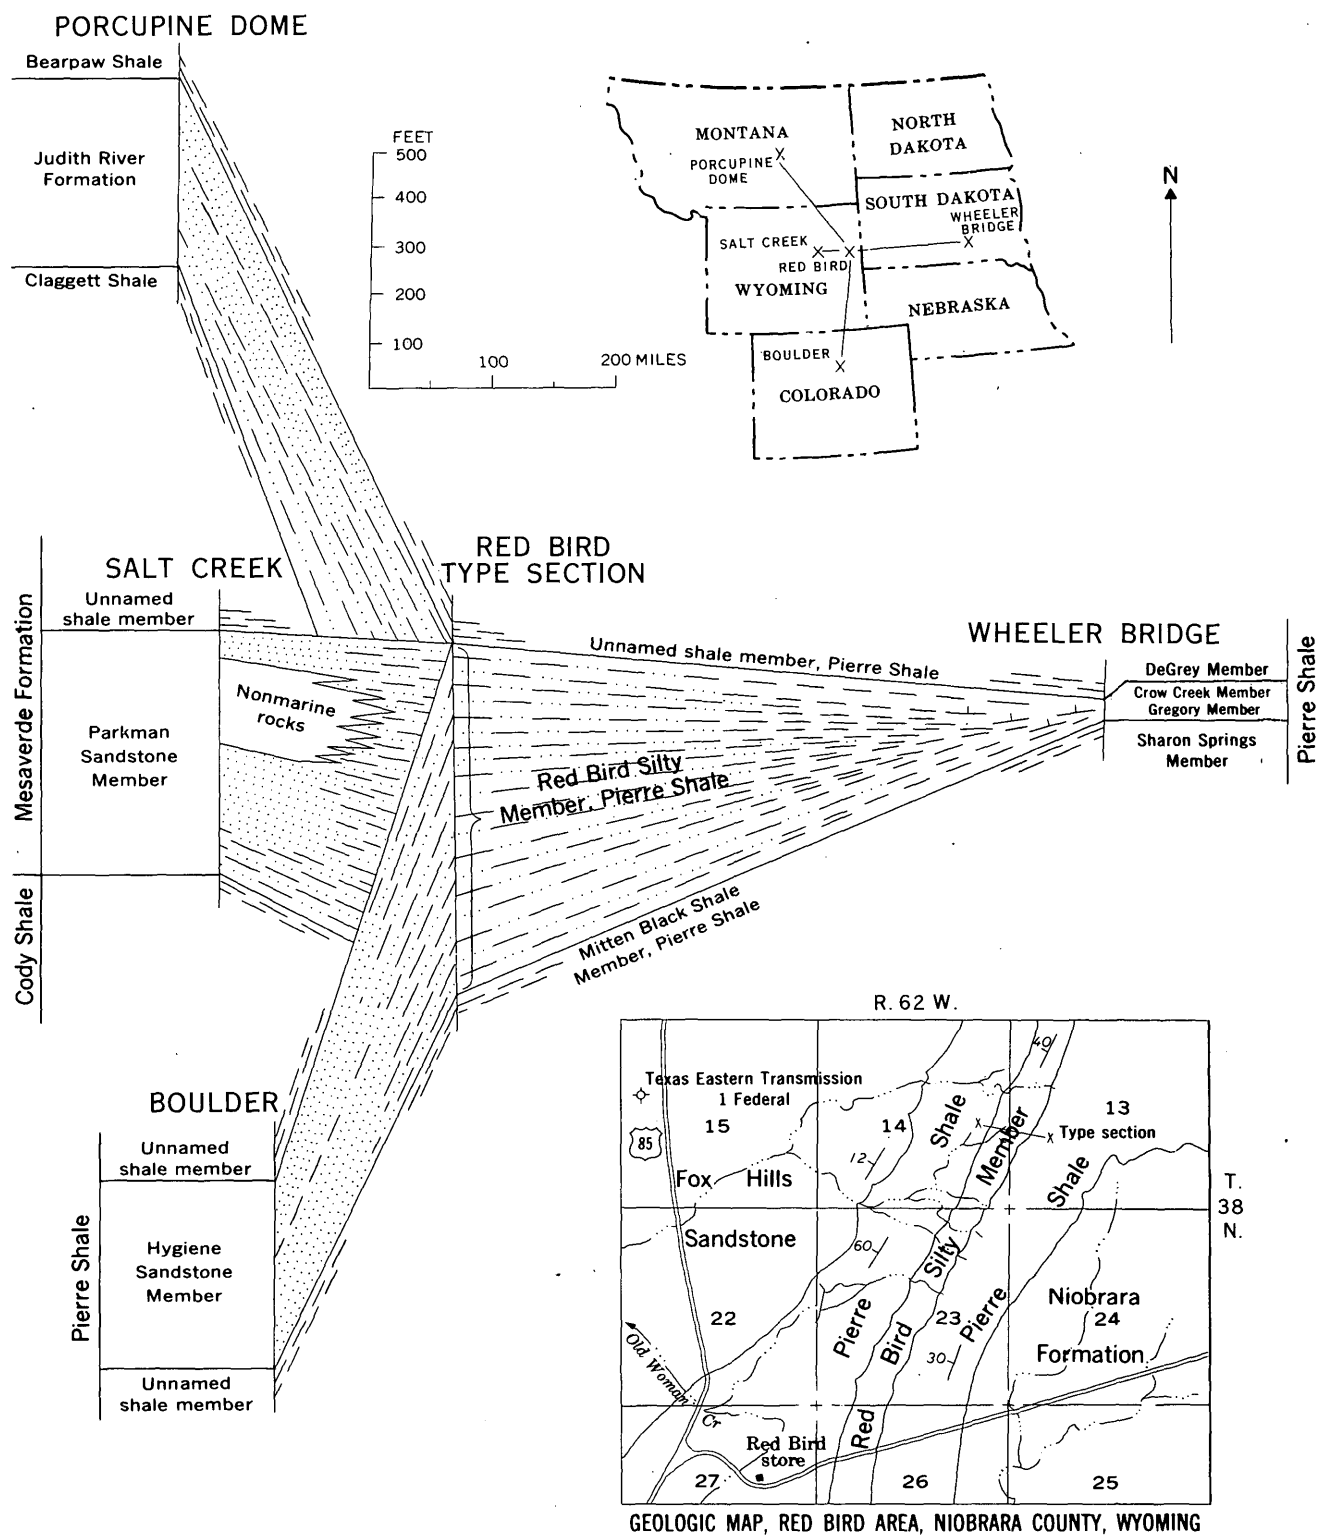 PORCUPINE DOME
Bearpaw Shale
Judith River
Formation
Claggett Shale
FEET
500
400
300
200
100
100
200 MILES
MONTANA
PORCUPINE
DOME
NORTH
DAKOTA
SOUTH DAKOTA
WHEELER
BRIDGE
SALT CREEK
RED BIRD
WYOMING
NEBRASKA
BOULDER
COLORADO
N
SALT CREEK
RED BIRD
TYPE SECTION
Mesaverde Formation
Cody Shale
Unnamed
shale member
Parkman
Sandstone
Member
Nonmarine
rocks
Unnamed shale member, Pierre Shale
Red Bird Silty
Member, Pierre Shale
Mitten Black Shale
Member, Pierre Shale
WHEELER BRIDGE
DeGrey Member
Crow Creek Member
Gregory Member
Sharon Springs
Member
Pierre Shale
BOULDER
Pierre Shale
Unnamed
shale member
Hygiene
Sandstone
Member
Unnamed
shale member
R. 62 W.
Texas Eastern Transmission
1 Federal
40
15
14
13
85
Shale
Member
Type section
12
Fox Hills
Shale
T.
38
N.
Sandstone
60
Silty
22
Pierre
Bird
23
Pierre
Niobrara
24
30
Formation
Old Woman
Cr
Red
Red Bird
store
27
26
25
GEOLOGIC MAP, RED BIRD AREA, NIOBRARA COUNTY, WYOMING